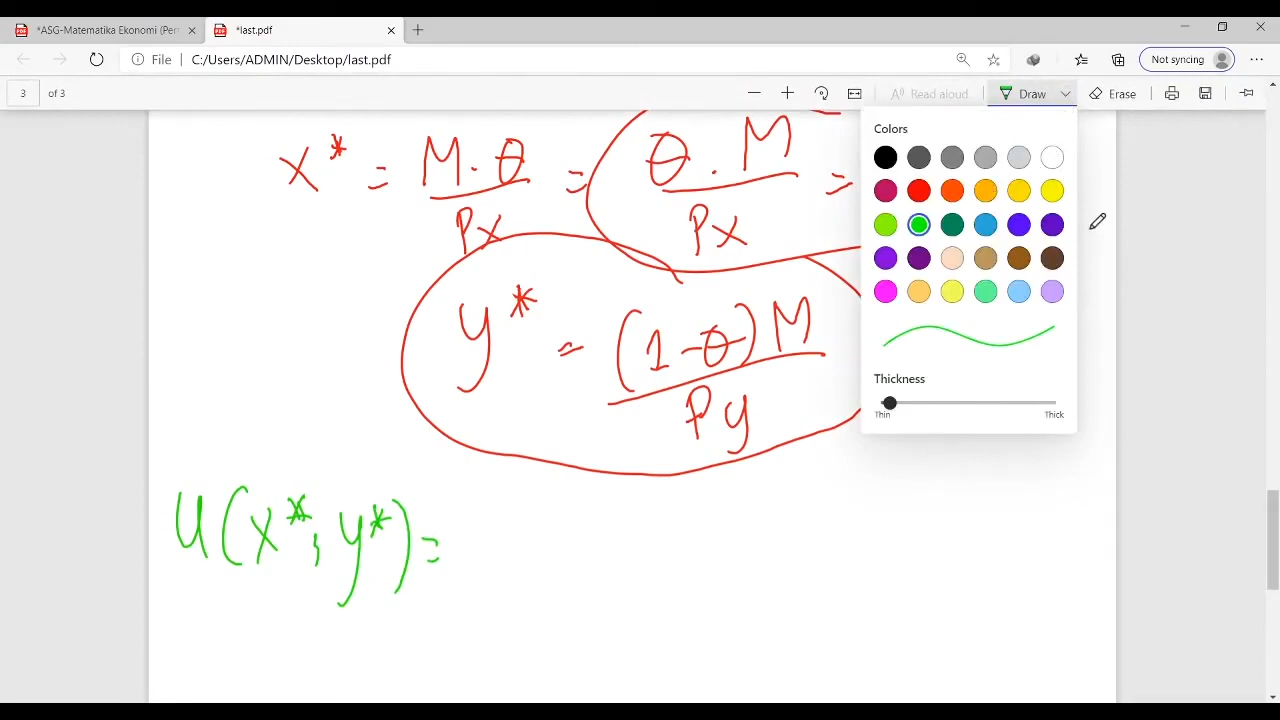 *ASG-Matematika Ekonomi (Per
*last.pdf
File C:/Users/ADMIN/Desktop/last.pdf
Not syncing
3 of 3
Read aloud
Draw
Erase
Colors
x* = M · θ / Px = θ . M / Px =
y* = (1 - θ) M / Py
Thickness
Thin Thick
U(x*; y*) =